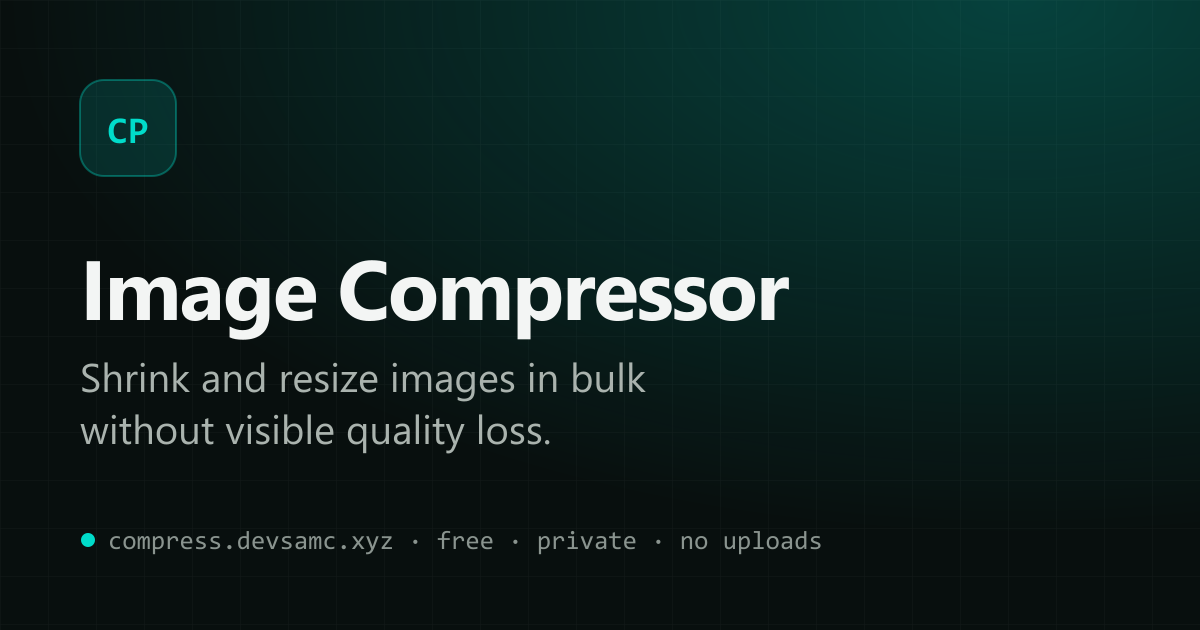 CP
Image Compressor
Shrink and resize images in bulk
without visible quality loss.
compress.devsamc.xyz · free · private · no uploads